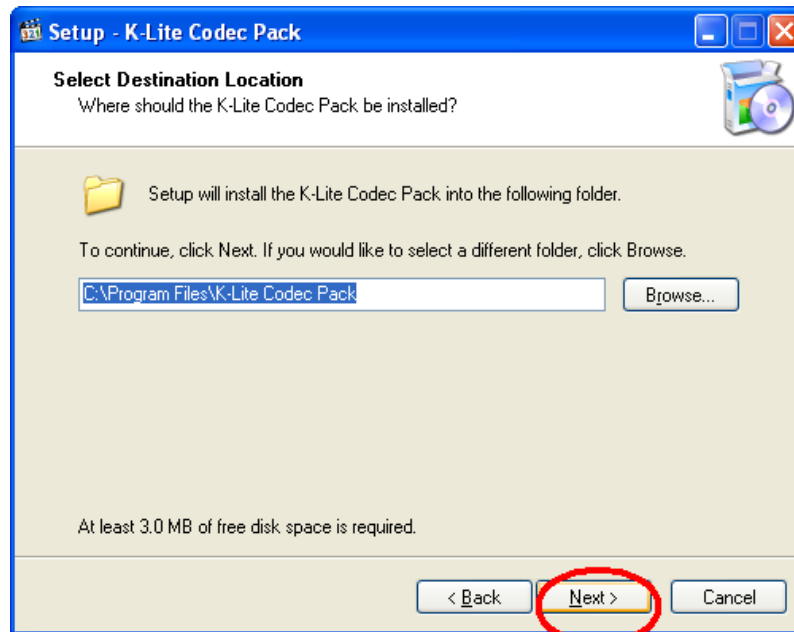 Setup - K-Lite Codec Pack
Select Destination Location
Where should the K-Lite Codec Pack be installed?
Setup will install the K-Lite Codec Pack into the following folder.
To continue, click Next. If you would like to select a different folder, click Browse.
C:\Program Files\K-Lite Codec Pack
Browse...
At least 3.0 MB of free disk space is required.
< Back
Next >
Cancel